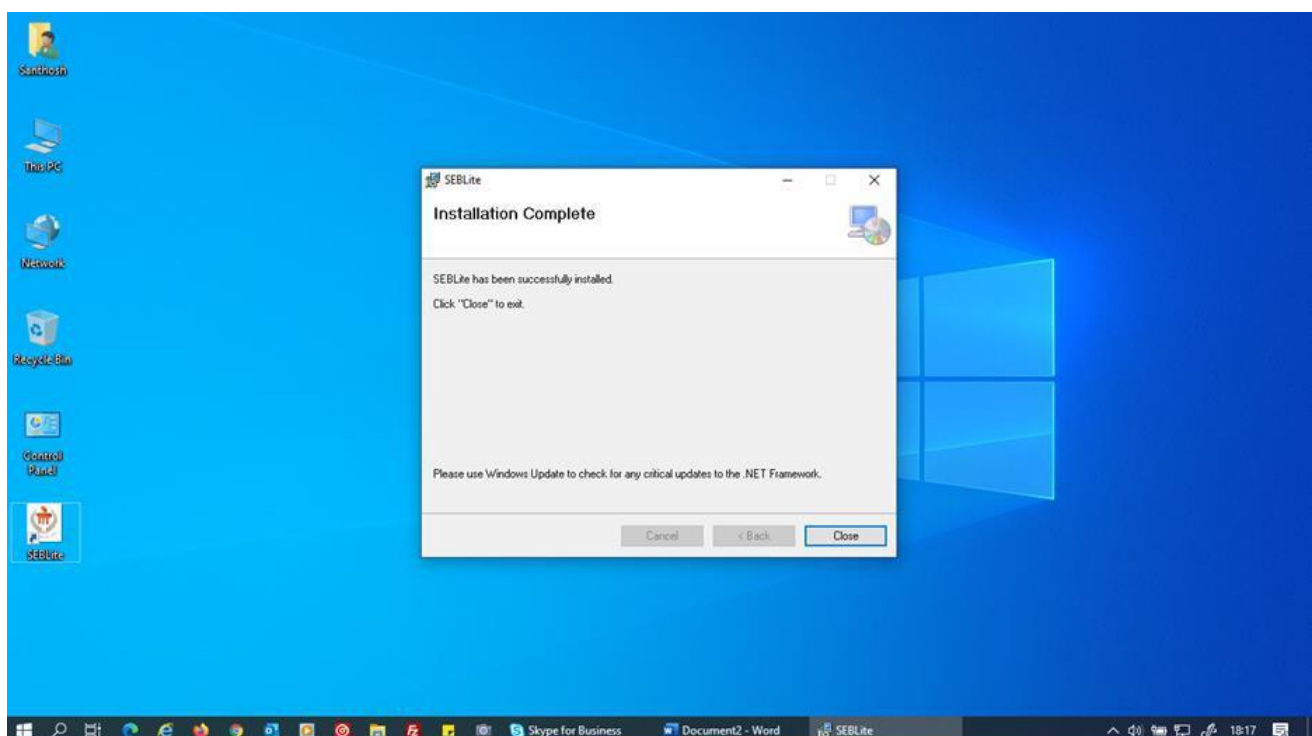 Santhosh
This PC
Network
Recycle Bin
Control
Panel
SEBLite
SEBLite
Installation Complete
SEBLite has been successfully installed.
Click "Close" to exit.
Please use Windows Update to check for any critical updates to the .NET Framework.
Cancel
< Back
Close
Skype for Business
Document2 - Word
SEBLite
18:17